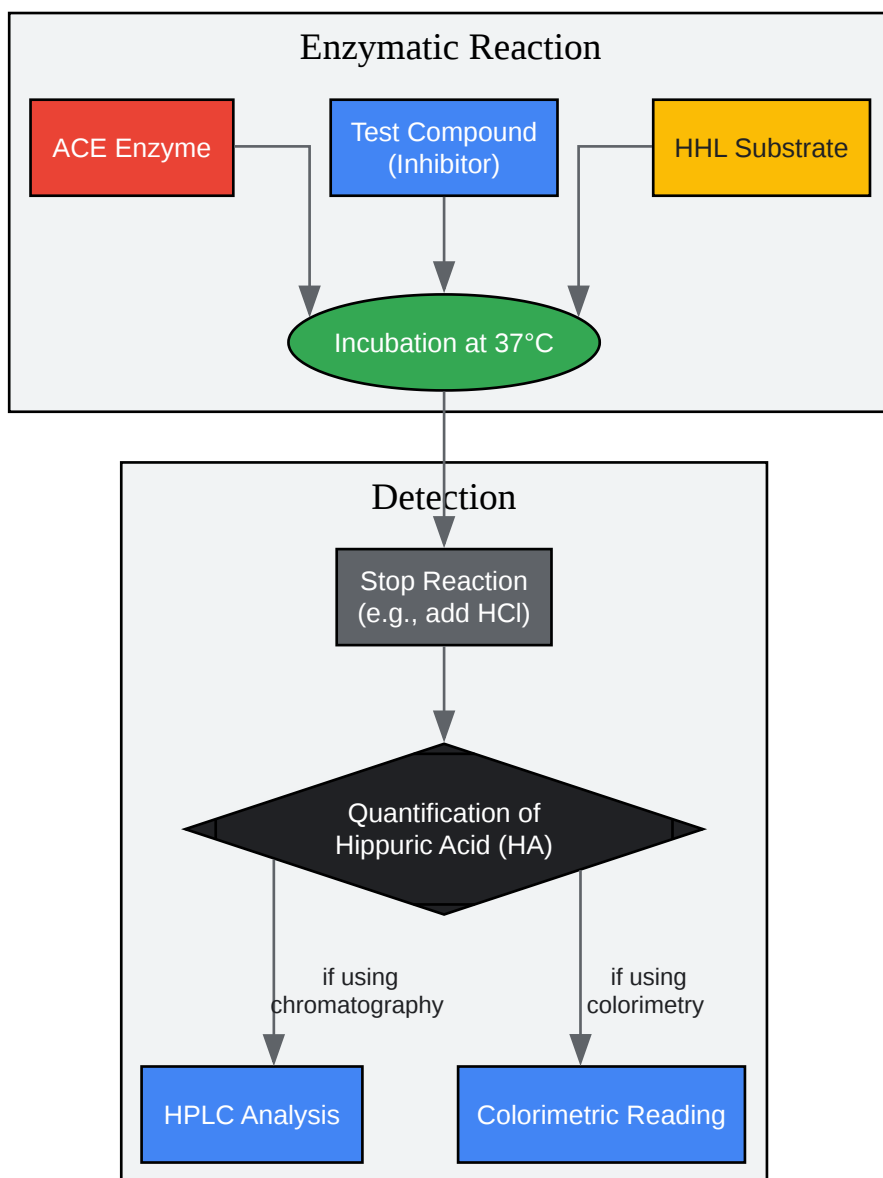 Enzymatic Reaction
ACE Enzyme
Test Compound
(Inhibitor)
HHL Substrate
Incubation at 37°C
Detection
Stop Reaction
(e.g., add HCl)
Quantification of
Hippuric Acid (HA)
if using
chromatography
if using
colorimetry
HPLC Analysis
Colorimetric Reading